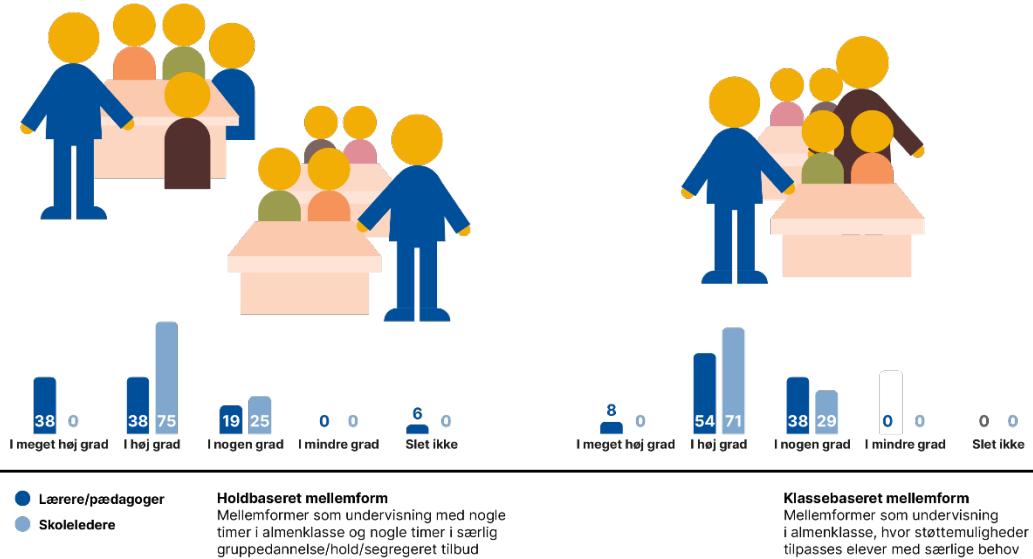 38 0 38 75 19 25 0 0 6 0
I meget høj grad I høj grad I nogen grad I mindre grad Slet ikke
8 0 54 71 38 29 0 0 0 0
I meget høj grad I høj grad I nogen grad I mindre grad Slet ikke
Lærere/pædagoger
Skoleledere
Holdbaseret mellemform
Mellemformer som undervisning med nogle
timer i almenklasse og nogle timer i særlig
gruppedannelse/hold/segregeret tilbud
Klassebaseret mellemform
Mellemformer som undervisning
i almenklasse, hvor støttemuligheder
tilpasses elever med særlige behov